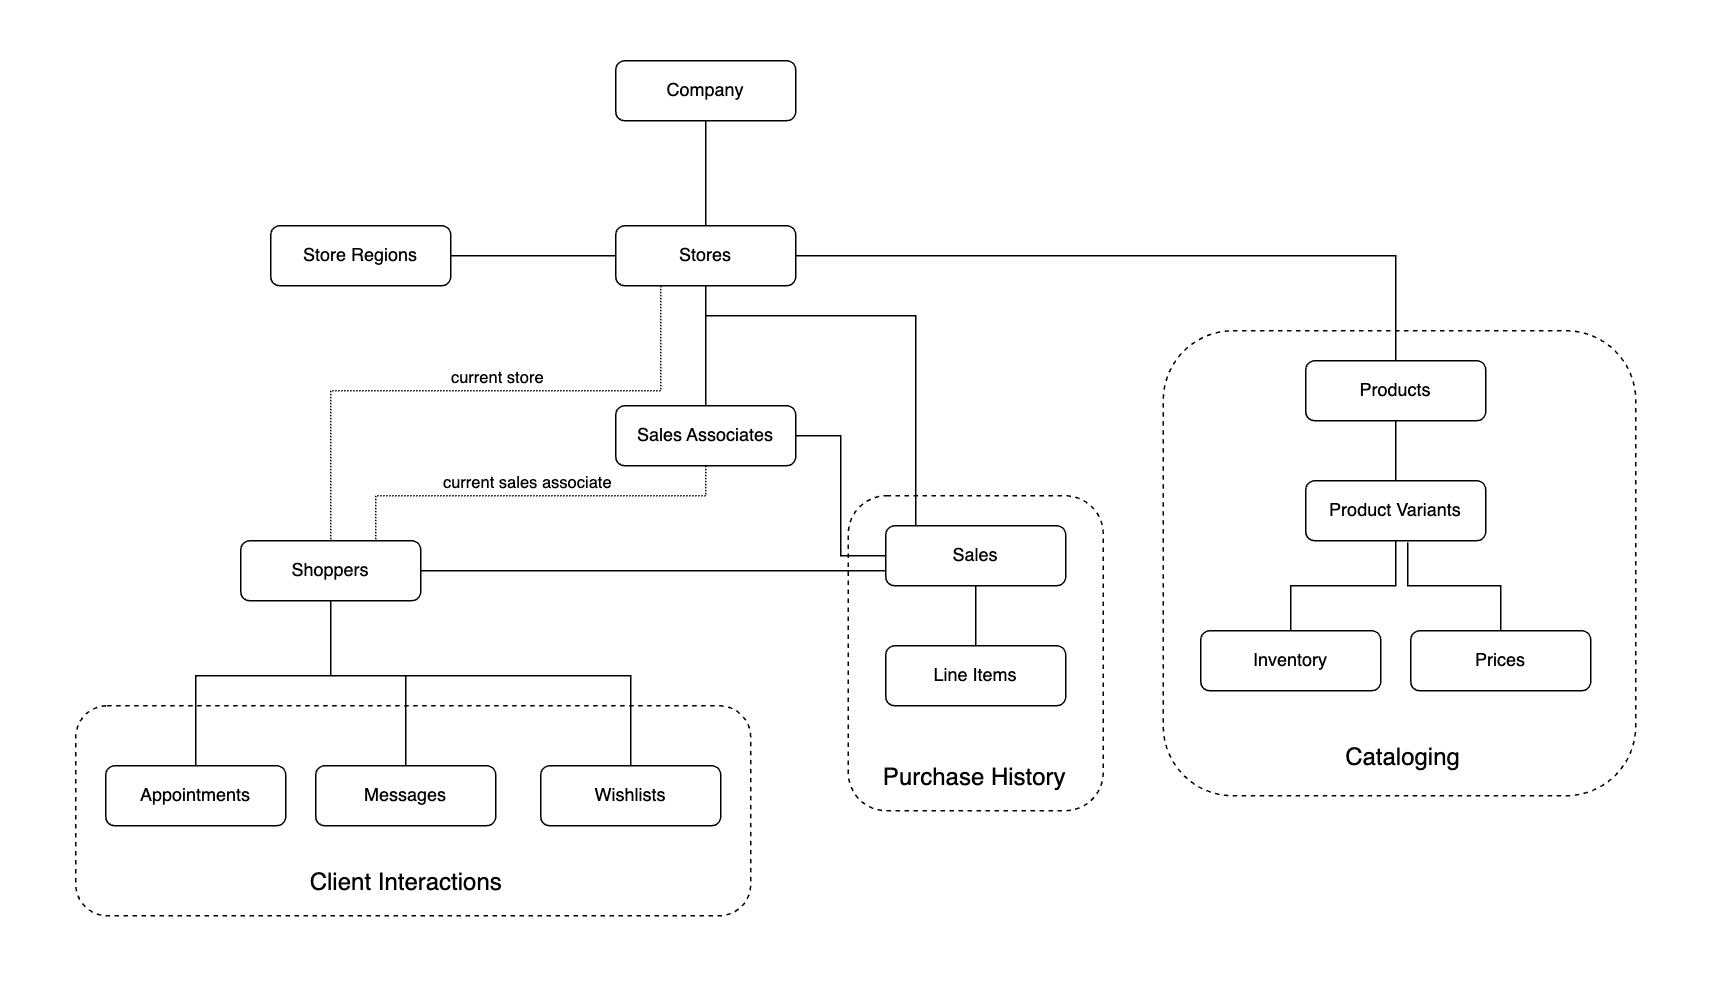 Company
Store Regions
Stores
current store
Products
Sales Associates
current sales associate
Product Variants
Shoppers
Sales
Inventory
Prices
Line Items
Cataloging
Purchase History
Appointments
Messages
Wishlists
Client Interactions